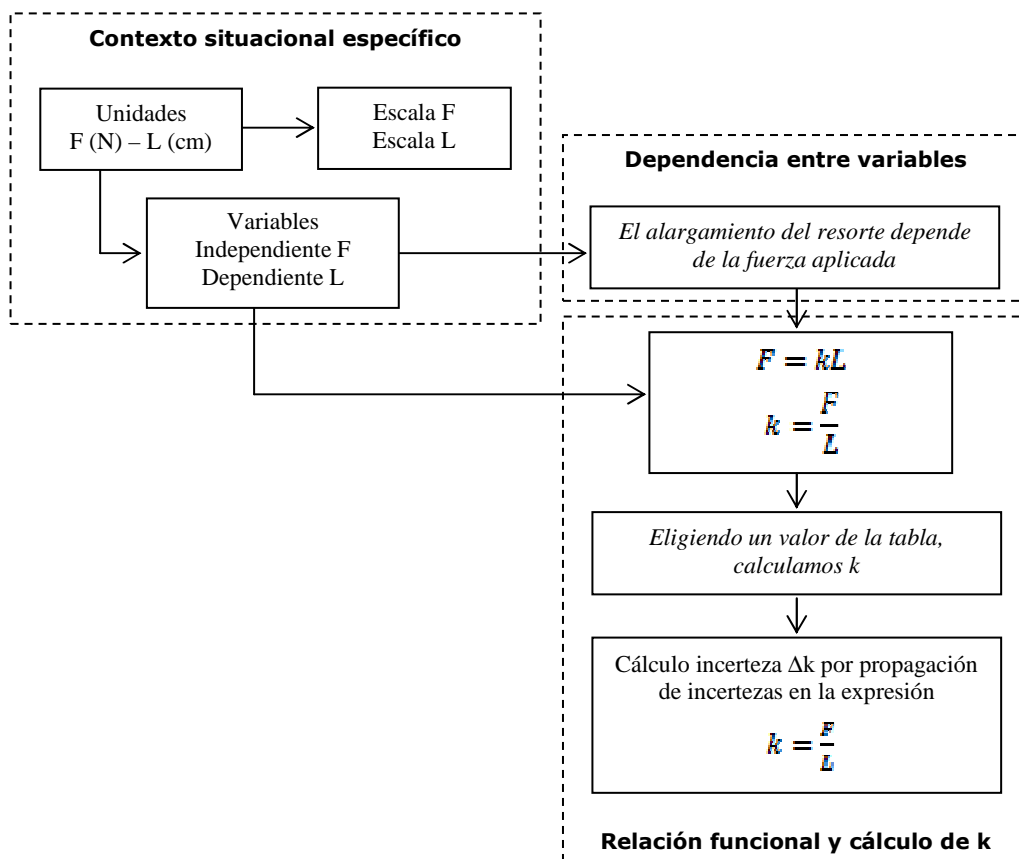 Contexto situacional específico
Unidades
F (N) – L (cm)
Escala F
Escala L
Variables
Independiente F
Dependiente L
Dependencia entre variables
El alargamiento del resorte depende
de la fuerza aplicada
F = kL
k = F/L
Eligiendo un valor de la tabla,
calculamos k
Cálculo incerteza Δk por propagación
de incertezas en la expresión
k = F/L
Relación funcional y cálculo de k